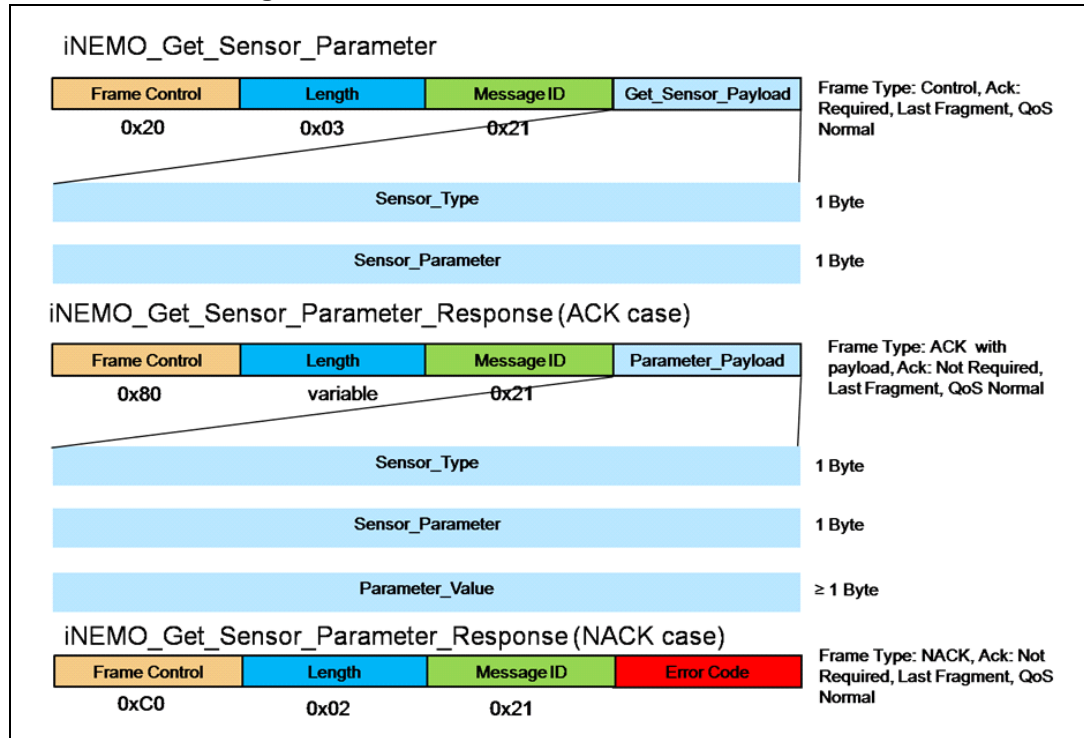 iNEMO_Get_Sensor_Parameter
Frame Control Length Message ID Get_Sensor_Payload
0x20 0x03 0x21
Frame Type: Control, Ack:
Required, Last Fragment, QoS
Normal
Sensor_Type 1 Byte
Sensor_Parameter 1 Byte
iNEMO_Get_Sensor_Parameter_Response (ACK case)
Frame Control Length Message ID Parameter_Payload
0x80 variable 0x21
Frame Type: ACK with
payload, Ack: Not Required,
Last Fragment, QoS Normal
Sensor_Type 1 Byte
Sensor_Parameter 1 Byte
Parameter_Value ≥ 1 Byte
iNEMO_Get_Sensor_Parameter_Response (NACK case)
Frame Control Length Message ID Error Code
0xC0 0x02 0x21
Frame Type: NACK, Ack: Not
Required, Last Fragment, QoS
Normal